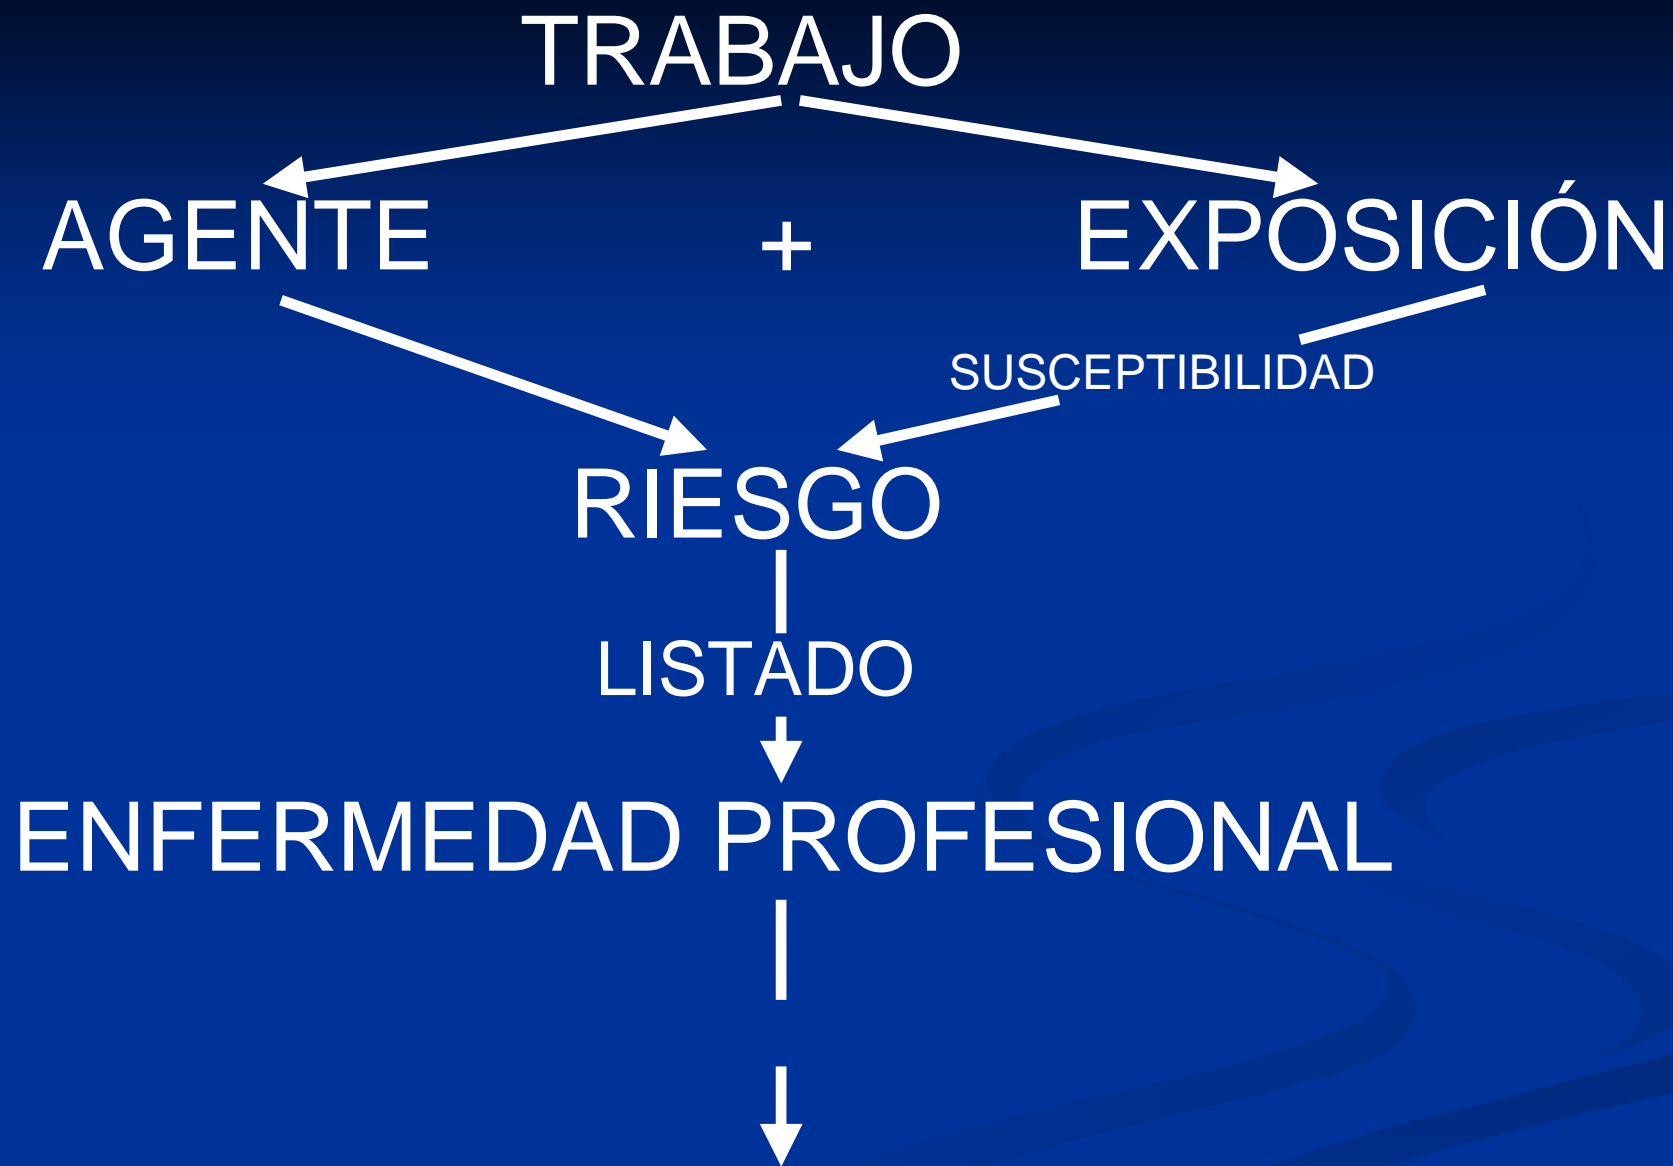 TRABAJO
AGENTE + EXPOSICIÓN
SUSCEPTIBILIDAD
RIESGO
LISTADO
ENFERMEDAD PROFESIONAL